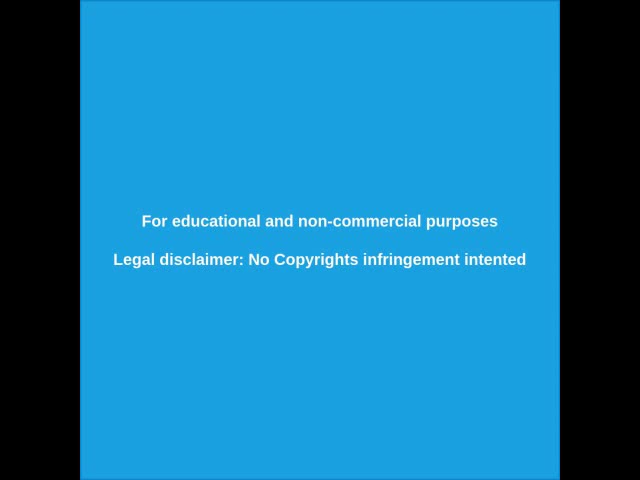 For educational and non-commercial purposes
Legal disclaimer: No Copyrights infringement intented